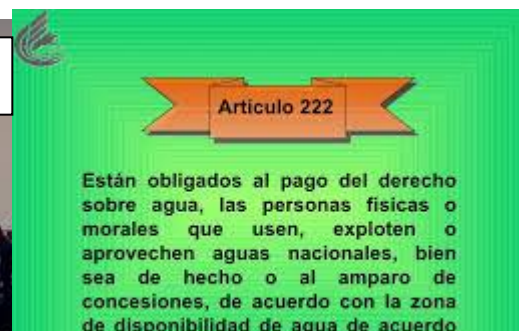 Articulo 222
Están obligados al pago del derecho
sobre agua, las personas físicas o
morales que usen, exploten o
aprovechen aguas nacionales, bien
sea de hecho o al amparo de
concesiones, de acuerdo con la zona
de disponibilidad de agua de acuerdo